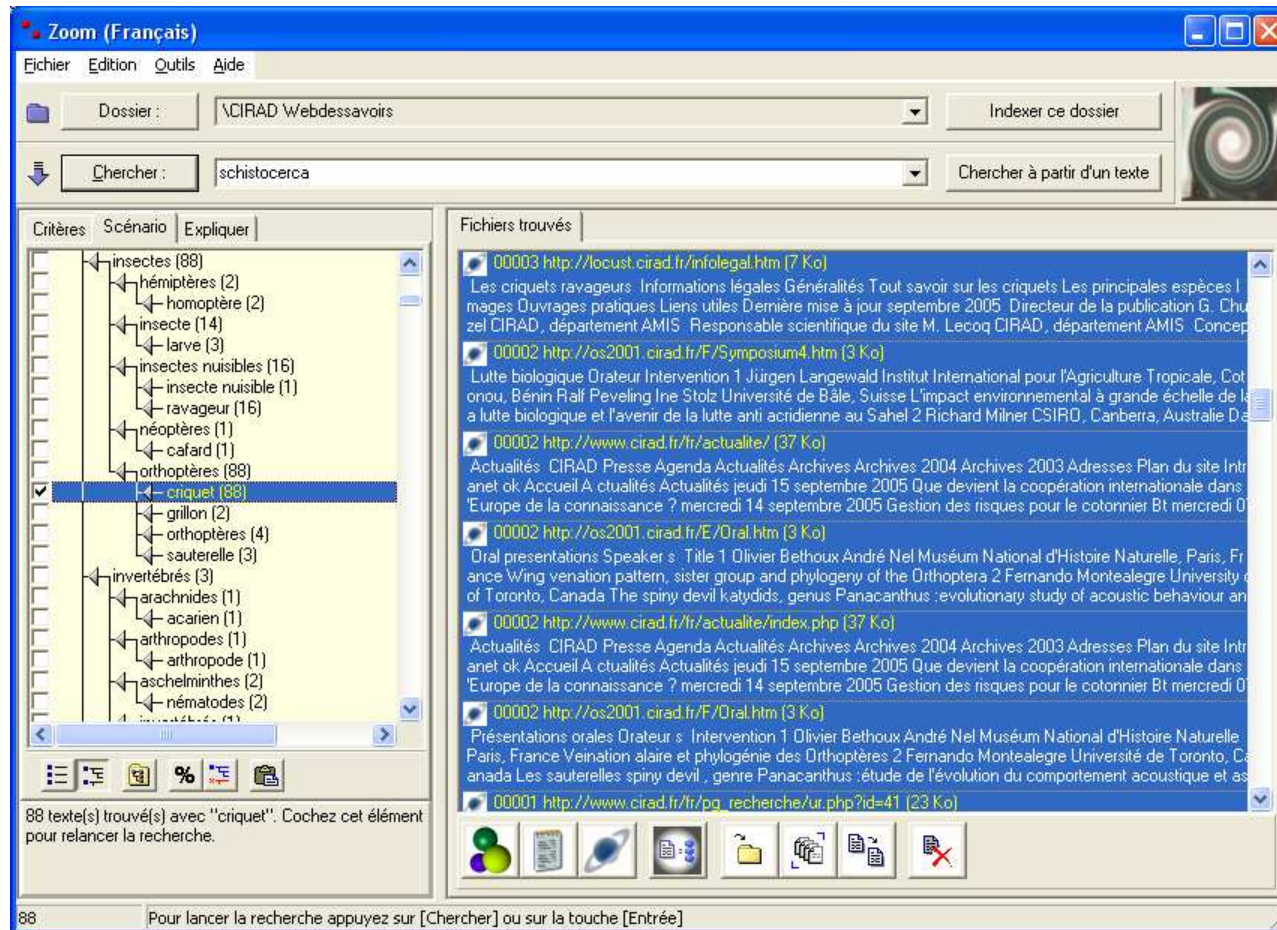 Zoom (Français)
Fichier Edition Outils Aide
Dossier : \CIRAD Webdessavoirs Indexer ce dossier
Chercher : schistocerca Chercher à partir d'un texte
Critères Scénario Expliquer
insectes (88)
hémiptères (2)
homoptère (2)
insecte (14)
larve (3)
insectes nuisibles (16)
insecte nuisible (1)
ravageur (16)
néoptères (1)
cafard (1)
orthoptères (88)
criquet (88)
grillon (2)
orthoptères (4)
sauterelle (3)
invertébrés (3)
arachnides (1)
acarien (1)
arthropodes (1)
arthropode (1)
aschelminthes (2)
nématodes (2)
%
88 texte(s) trouvé(s) avec "criquet". Cochez cet élément
pour relancer la recherche.
Fichiers trouvés
00003 http://locust.cirad.fr/infolegal.htm (7 Ko)
Les criquets ravageurs Informations légales Généralités Tout savoir sur les criquets Les principales espèces I
mages Ouvrages pratiques Liens utiles Dernière mise à jour septembre 2005 Directeur de la publication G. Chu
zel CIRAD, département AMIS Responsable scientifique du site M. Lecoq CIRAD, département AMIS Concep
00002 http://os2001.cirad.fr/F/Symposium4.htm (3 Ko)
Lutte biologique Orateur Intervention 1 Jürgen Langewald Institut International pour l'Agriculture Tropicale, Cot
onou, Bénin Ralf Peveling Ine Stolz Université de Bâle, Suisse L'impact environnemental à grande échelle de l
a lutte biologique et l'avenir de la lutte anti acridienne au Sahel 2 Richard Milner CSIRO, Canberra, Australie Da
00002 http://www.cirad.fr/fr/actualite/ (37 Ko)
Actualités CIRAD Presse Agenda Actualités Archives Archives 2004 Archives 2003 Adresses Plan du site Intr
anet ok Accueil A ctualités Actualités jeudi 15 septembre 2005 Que devient la coopération internationale dans
'Europe de la connaissance ? mercredi 14 septembre 2005 Gestion des risques pour le cotonnier Bt mercredi 0
00002 http://os2001.cirad.fr/E/Oral.htm (3 Ko)
Oral presentations Speaker s Title 1 Olivier Bethoux André Nel Muséum National d'Histoire Naturelle, Paris, Fr
ance Wing venation pattern, sister group and phylogeny of the Orthoptera 2 Fernando Montealegre University
of Toronto, Canada The spiny devil katydids, genus Panacanthus :evolutionary study of acoustic behaviour an
00002 http://www.cirad.fr/fr/actualite/index.php (37 Ko)
Actualités CIRAD Presse Agenda Actualités Archives Archives 2004 Archives 2003 Adresses Plan du site Intr
anet ok Accueil A ctualités Actualités jeudi 15 septembre 2005 Que devient la coopération internationale dans
'Europe de la connaissance ? mercredi 14 septembre 2005 Gestion des risques pour le cotonnier Bt mercredi 0
00002 http://os2001.cirad.fr/F/Oral.htm (3 Ko)
Présentations orales Orateur s Intervention 1 Olivier Bethoux André Nel Muséum National d'Histoire Naturelle
Paris, France Veination alaire et phylogénie des Orthoptères 2 Fernando Montealegre Université de Toronto, Ca
anada Les sauterelles spiny devil , genre Panacanthus :étude de l'évolution du comportement acoustique et as
00001 http://www.cirad.fr/fr/pg_recherche/ur.php?id=41 (23 Ko)
88 Pour lancer la recherche appuyez sur [Chercher] ou sur la touche [Entrée]